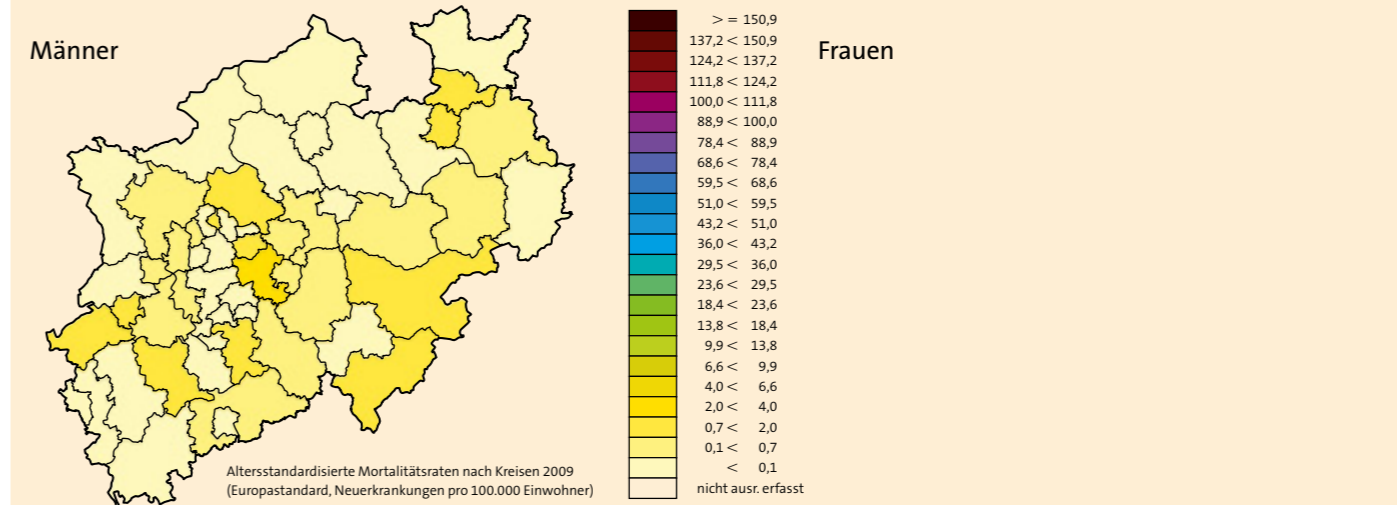 Männer
> = 150,9
137,2 < 150,9
124,2 < 137,2
111,8 < 124,2
100,0 < 111,8
88,9 < 100,0
78,4 < 88,9
68,6 < 78,4
59,5 < 68,6
51,0 < 59,5
43,2 < 51,0
36,0 < 43,2
29,5 < 36,0
23,6 < 29,5
18,4 < 23,6
13,8 < 18,4
9,9 < 13,8
6,6 < 9,9
4,0 < 6,6
2,0 < 4,0
0,7 < 2,0
0,1 < 0,7
< 0,1
nicht ausr. erfasst
Frauen
Altersstandardisierte Mortalitätsraten nach Kreisen 2009
(Europastandard, Neuerkrankungen pro 100.000 Einwohner)